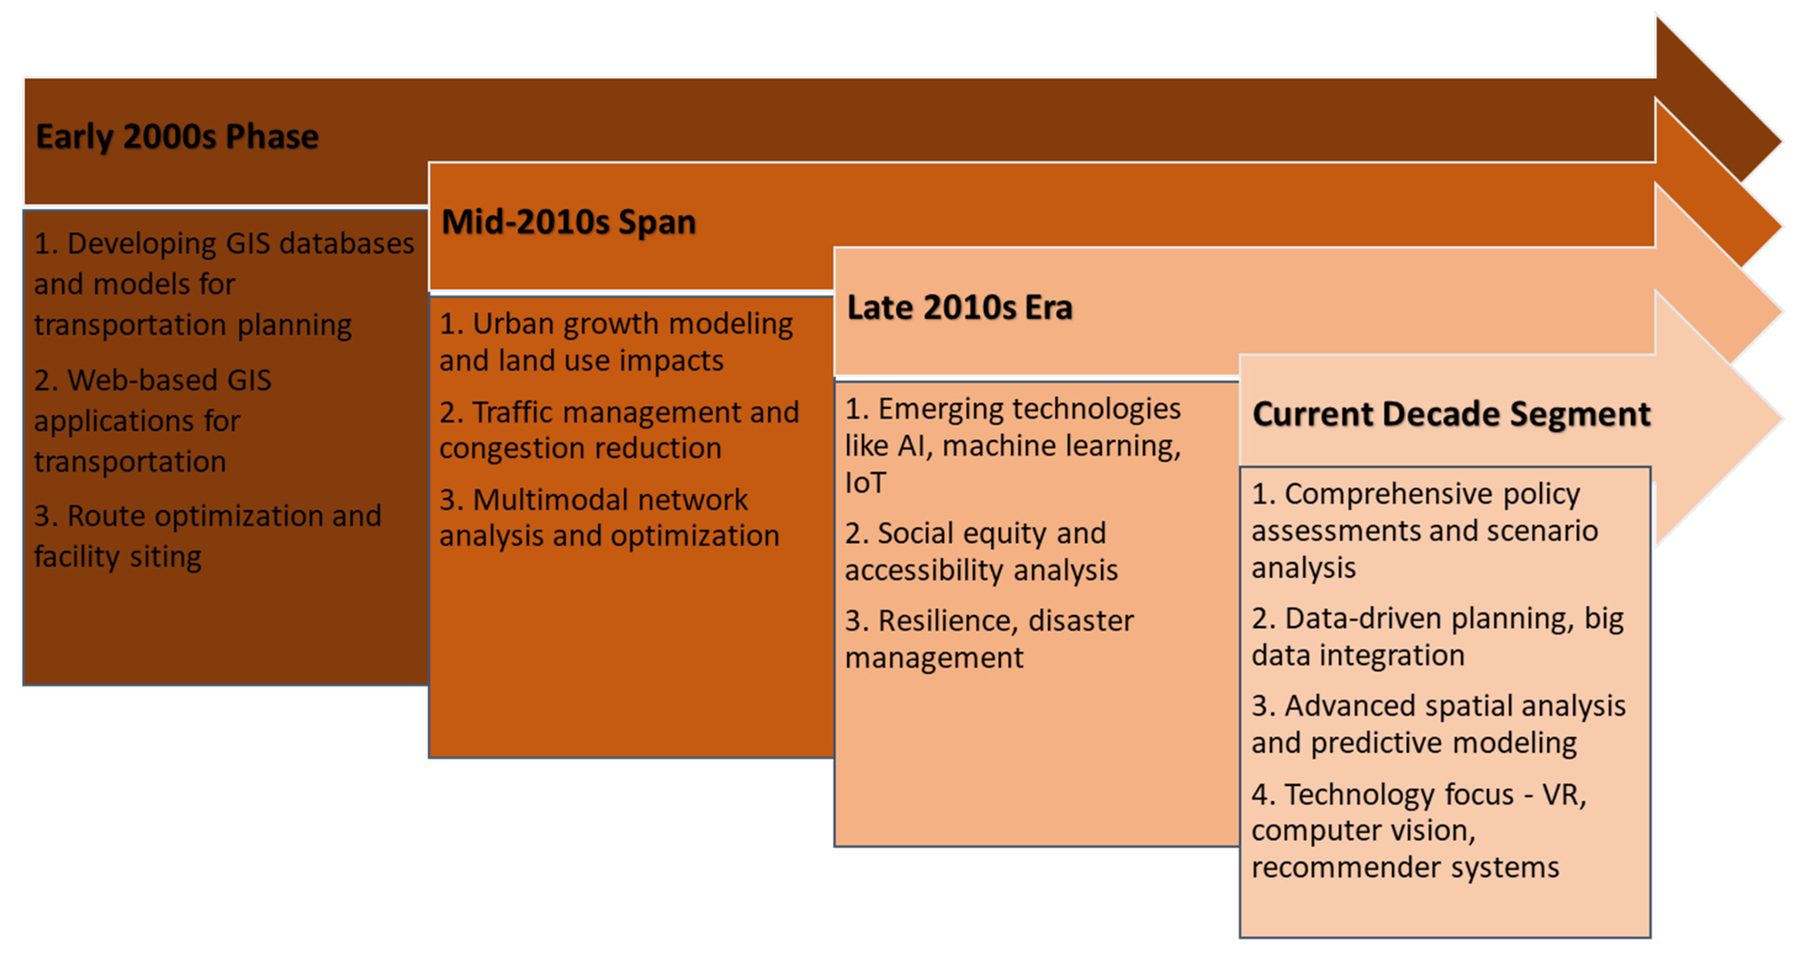 Early 2000s Phase
1. Developing GIS databases
and models for
transportation planning
2. Web-based GIS
applications for
transportation
3. Route optimization and
facility siting
Mid-2010s Span
1. Urban growth modeling
and land use impacts
2. Traffic management and
congestion reduction
3. Multimodal network
analysis and optimization
Late 2010s Era
1. Emerging technologies
like AI, machine learning,
IoT
2. Social equity and
accessibility analysis
3. Resilience, disaster
management
Current Decade Segment
1. Comprehensive policy
assessments and scenario
analysis
2. Data-driven planning, big
data integration
3. Advanced spatial analysis
and predictive modeling
4. Technology focus - VR,
computer vision,
recommender systems